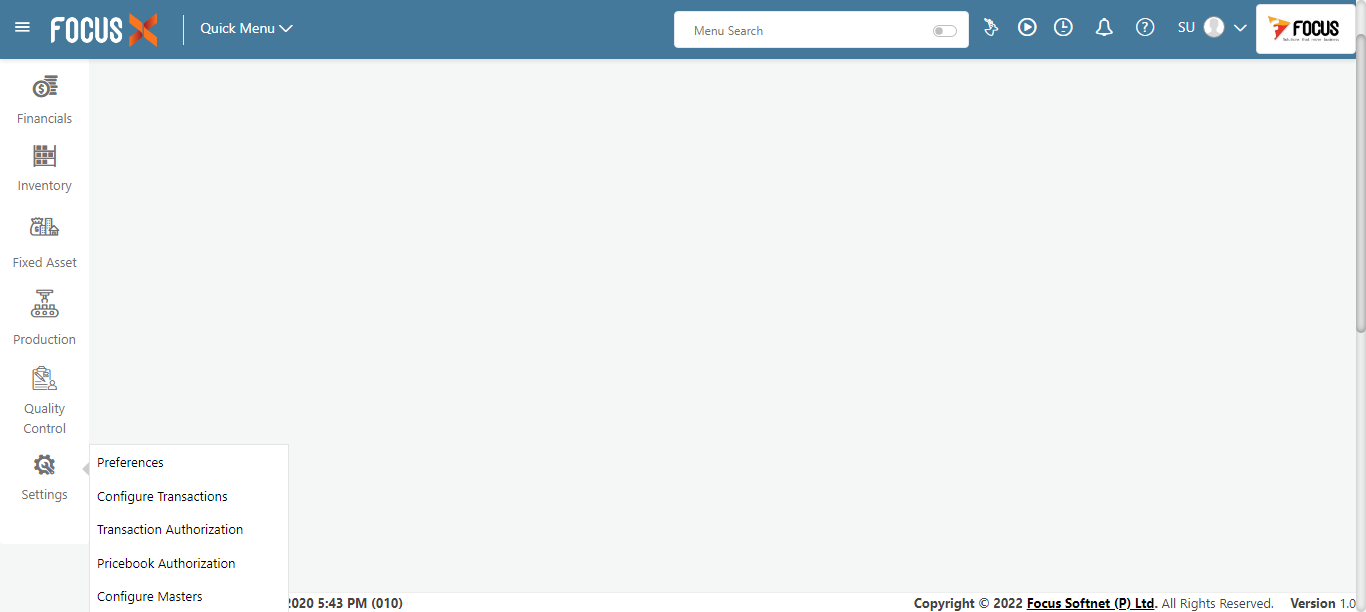 FOCUS X
Quick Menu
Menu Search
SU
FOCUS
Financials
Inventory
Fixed Asset
Production
Quality
Control
Settings
Preferences
Configure Transactions
Transaction Authorization
Pricebook Authorization
Configure Masters
2020 5:43 PM (010)
Copyright © 2022 Focus Softnet (P) Ltd. All Rights Reserved. Version 1.0